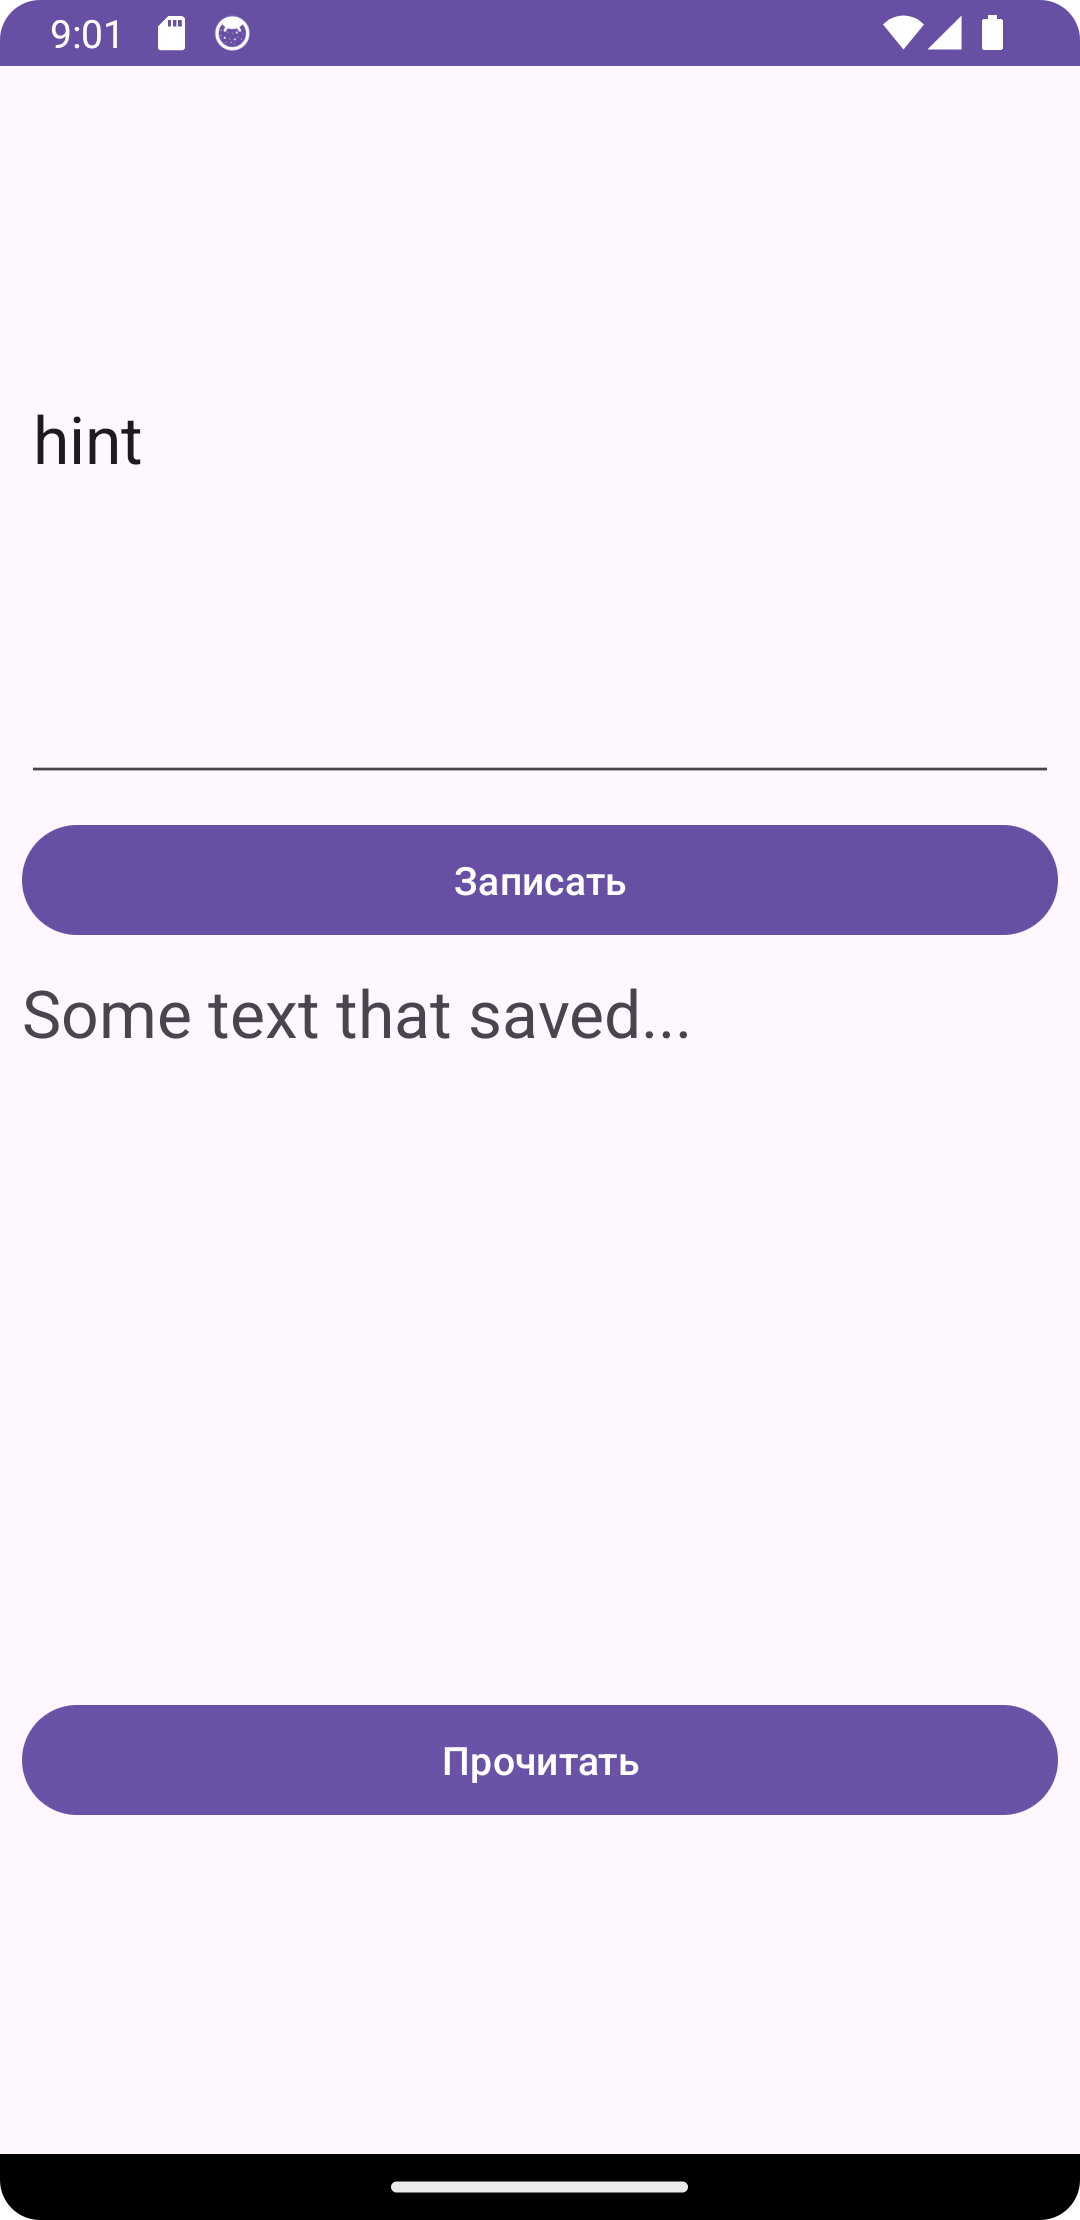 9:01
hint
Записать
Some text that saved...
Прочитать